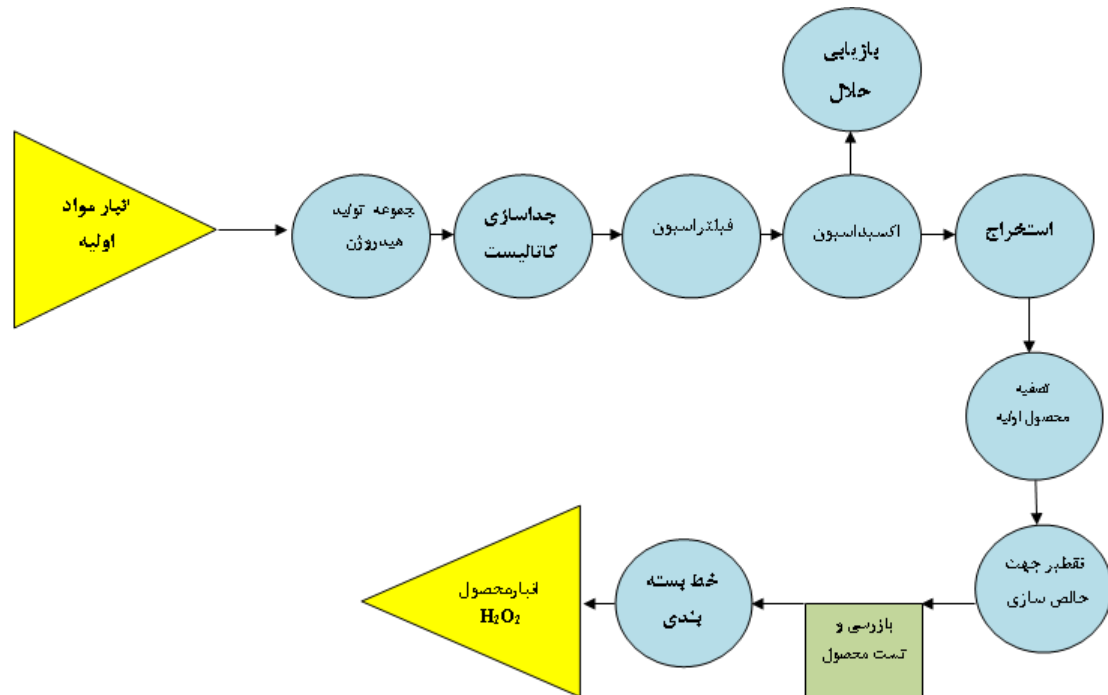 انبار مواد
اولیه
مجموعه تولید
هیدروژن
جداسازی
کاتالیست
فیلتراسیون
اکسیداسیون
بازیابی
حلال
استخراج
تصفیه
محصول اولیه
تقطیر جهت
خالص سازی
بازرسی و
تست محصول
خط بسته
بندی
انبارمحصول
H₂O₂